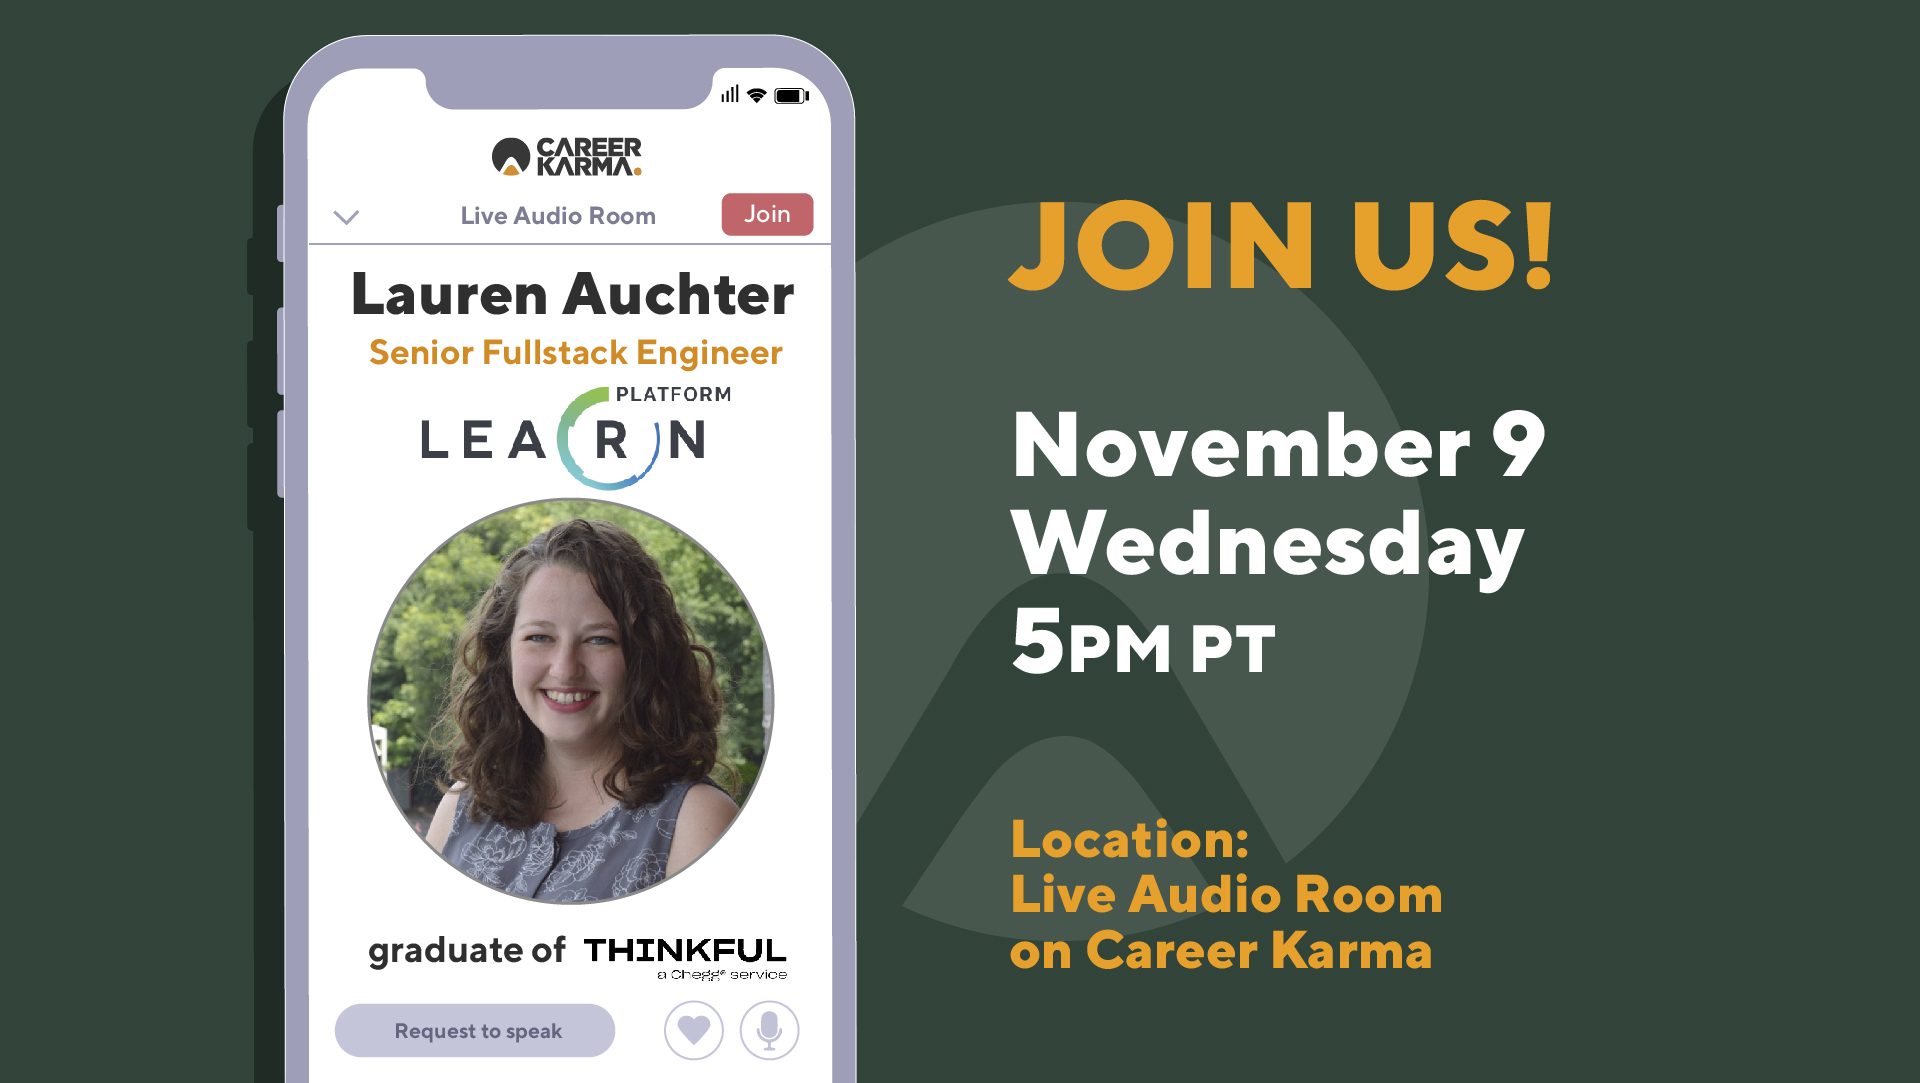 CAREER
KARMA.
Live Audio Room
Join
Lauren Auchter
Senior Fullstack Engineer
PLATFORM
LEARN
graduate of THINKFUL
a Chegg® service
Request to speak
JOIN US!
November 9
Wednesday
5PM PT
Location:
Live Audio Room
on Career Karma